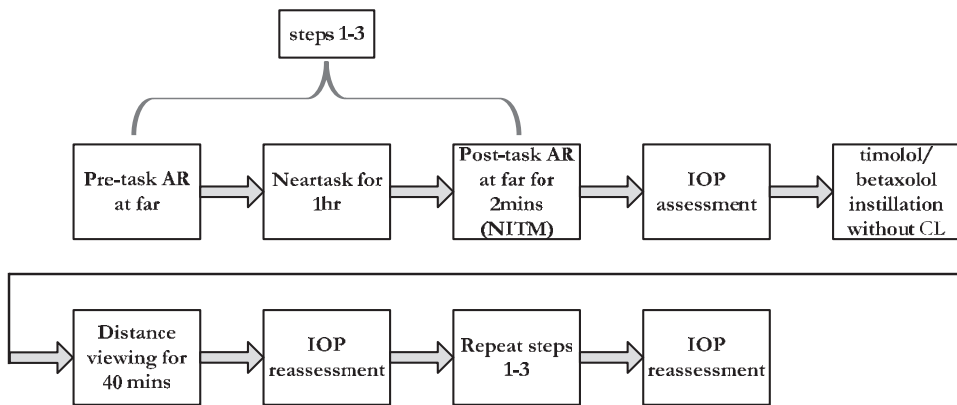 steps 1-3
Pre-task AR
at far
Neartask for
1hr
Post-task AR
at far for
2mins
(NITM)
IOP
assessment
timolol/
betaxolol
instillation
without CL
Distance
viewing for
40 mins
IOP
reassessment
Repeat steps
1-3
IOP
reassessment